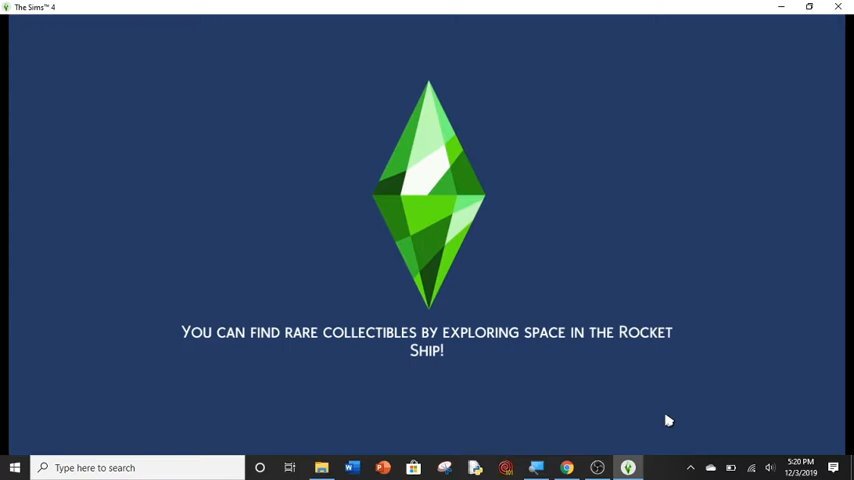 The Sims™ 4
YOU CAN FIND RARE COLLECTIBLES BY EXPLORING SPACE IN THE ROCKET
SHIP!
Type here to search
101
5:20 PM
12/3/2019